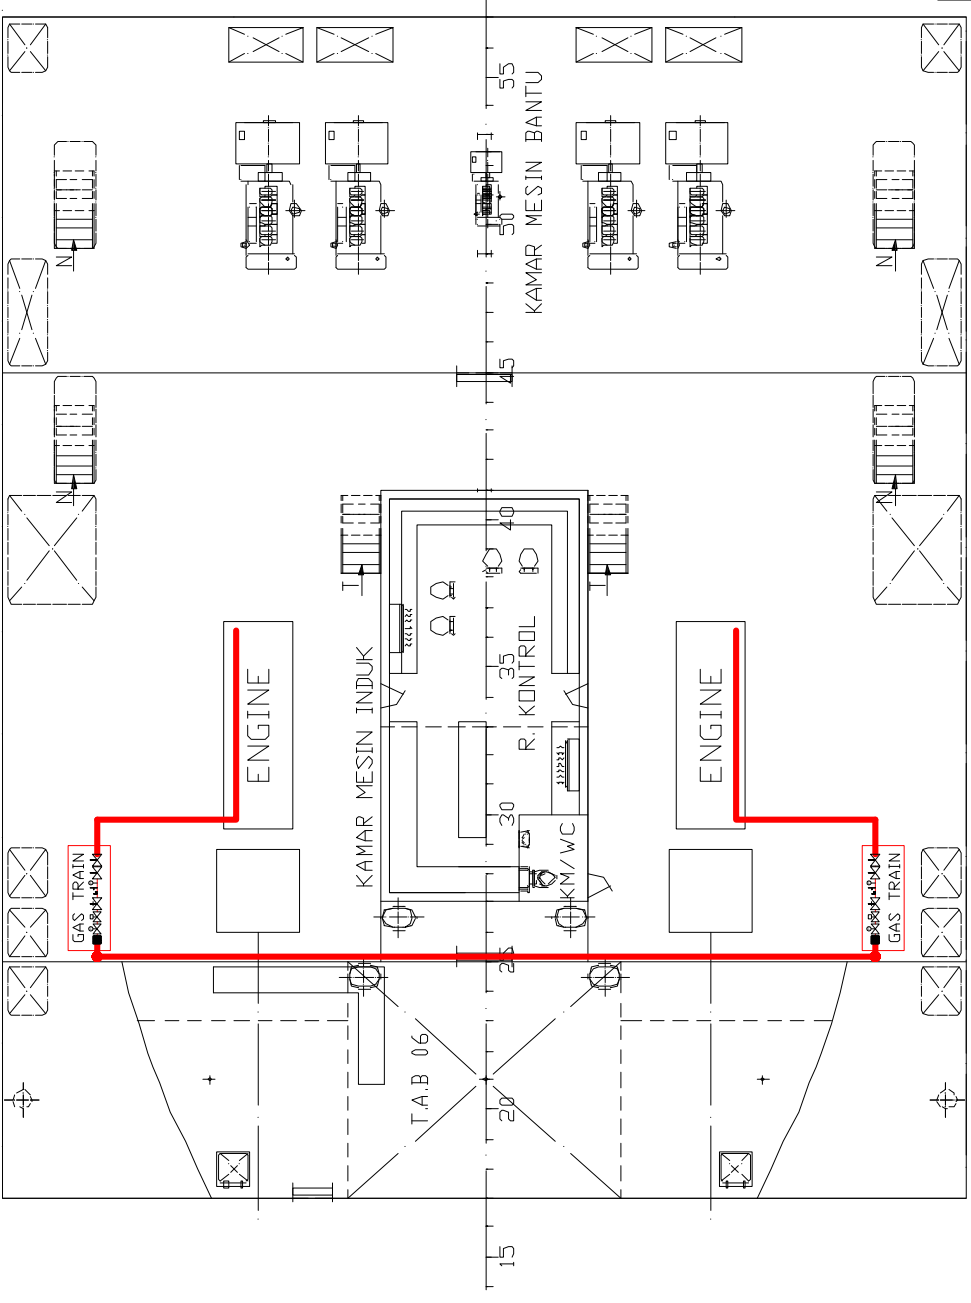 55
KAMAR MESIN BANTU
50
N
N
45
N
N
40
T
T
35
R. KONTROL
KAMAR MESIN INDUK
ENGINE
ENGINE
30
KM/WC
GAS TRAIN
GAS TRAIN
25
T.A.B 06
20
15